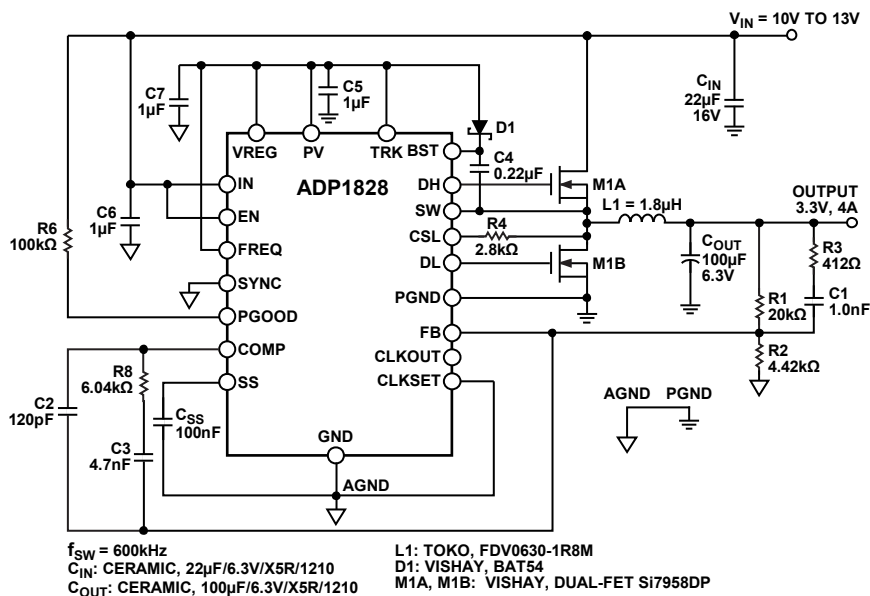 V_IN = 10V TO 13V
C7
1µF
C5
1µF
C_IN
22µF
16V
D1
VREG
PV
TRK
BST
C4
0.22µF
ADP1828
IN
DH
M1A
L1 = 1.8µH
OUTPUT
3.3V, 4A
R6
100kΩ
C6
1µF
EN
SW
R4
2.8kΩ
FREQ
CSL
C_OUT
100µF
6.3V
R3
412Ω
SYNC
DL
M1B
PGOOD
PGND
R1
20kΩ
C1
1.0nF
COMP
FB
R8
6.04kΩ
CLKOUT
R2
4.42kΩ
SS
CLKSET
C2
120pF
C_SS
100nF
AGND PGND
C3
4.7nF
GND
AGND
f_SW = 600kHz
C_IN: CERAMIC, 22µF/6.3V/X5R/1210
C_OUT: CERAMIC, 100µF/6.3V/X5R/1210
L1: TOKO, FDV0630-1R8M
D1: VISHAY, BAT54
M1A, M1B: VISHAY, DUAL-FET Si7958DP